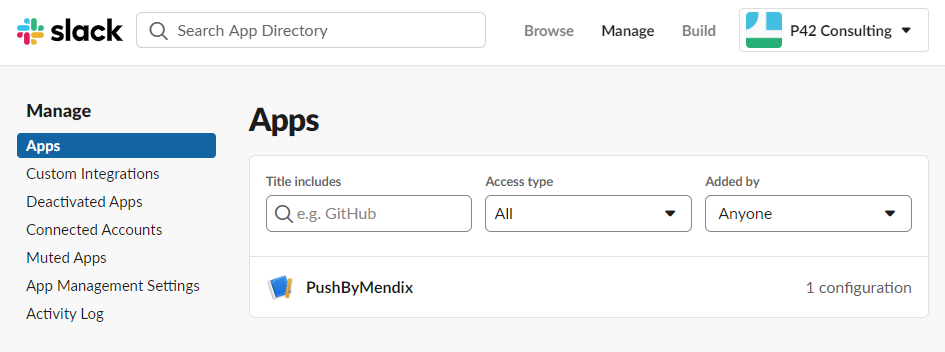 slack
Search App Directory
Browse
Manage
Build
P42 Consulting
Manage
Apps
Custom Integrations
Deactivated Apps
Connected Accounts
Muted Apps
App Management Settings
Activity Log
Apps
Title includes
Access type
Added by
e.g. GitHub
All
Anyone
PushByMendix
1 configuration